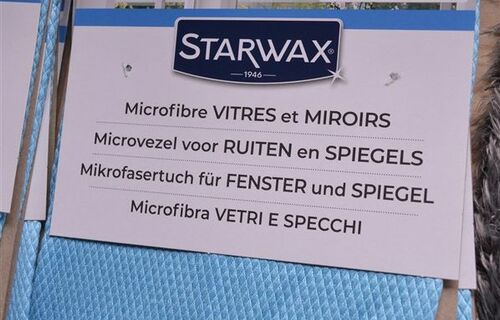 STARWAX®
1946
Microfibre VITRES et MIROIRS
Microvezel voor RUITEN en SPIEGELS
Mikrofasertuch für FENSTER und SPIEGEL
Microfibra VETRI E SPECCHI